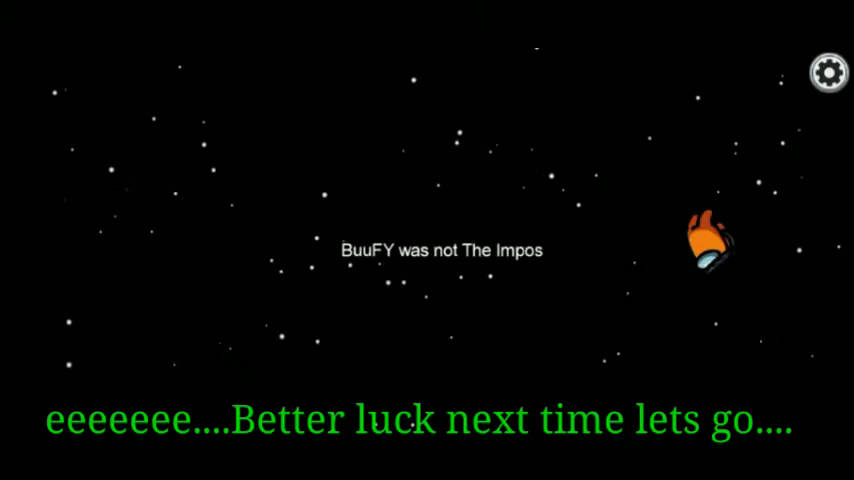 BuuFY was not The Impos
eeeeeee....Better luck next time lets go....